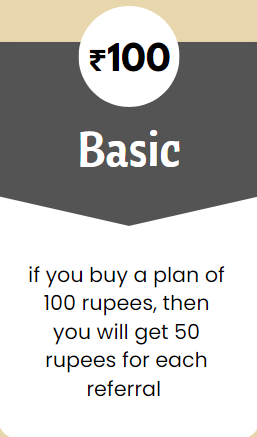 ₹100
Basic
if you buy a plan of
100 rupees, then
you will get 50
rupees for each
referral